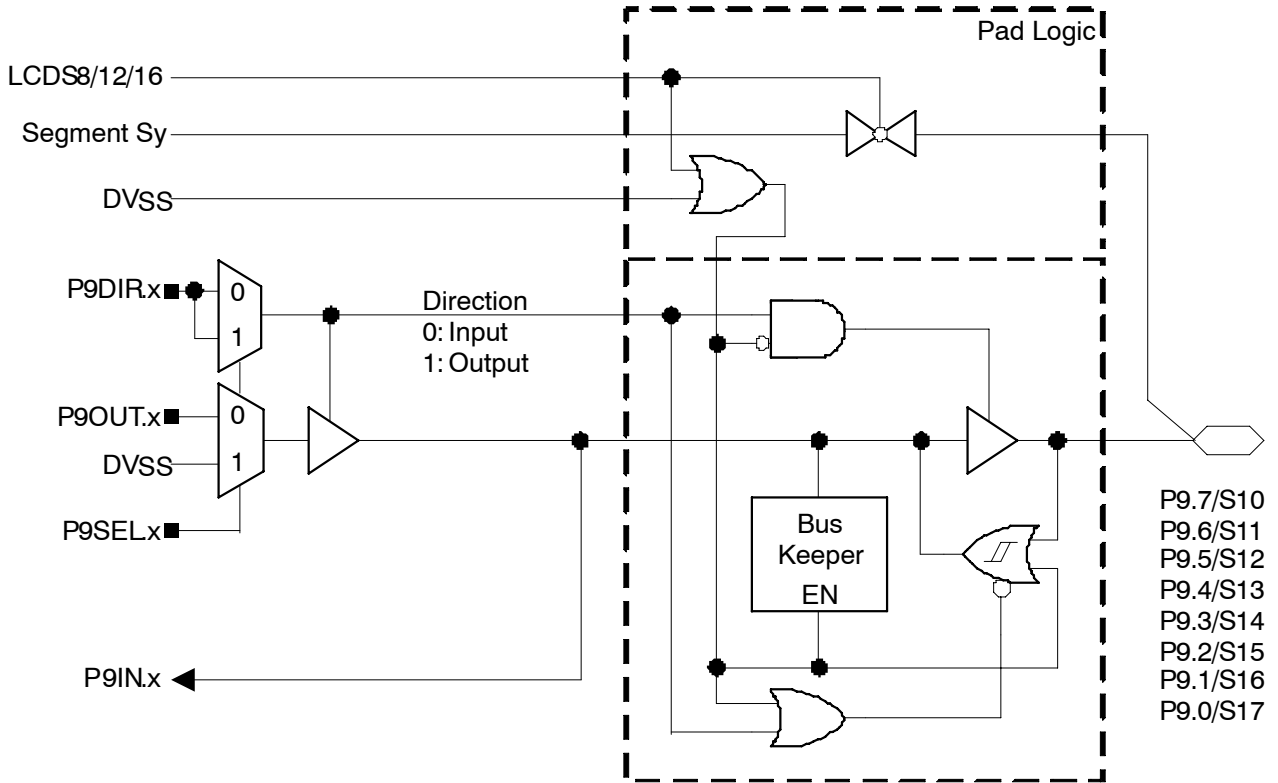 Pad Logic
LCDS8/12/16
Segment Sy
DVSS
P9DIR.x
0
1
Direction
0: Input
1: Output
P9OUT.x
0
DVSS
1
P9SEL.x
Bus
Keeper
EN
P9IN.x
P9.7/S10
P9.6/S11
P9.5/S12
P9.4/S13
P9.3/S14
P9.2/S15
P9.1/S16
P9.0/S17